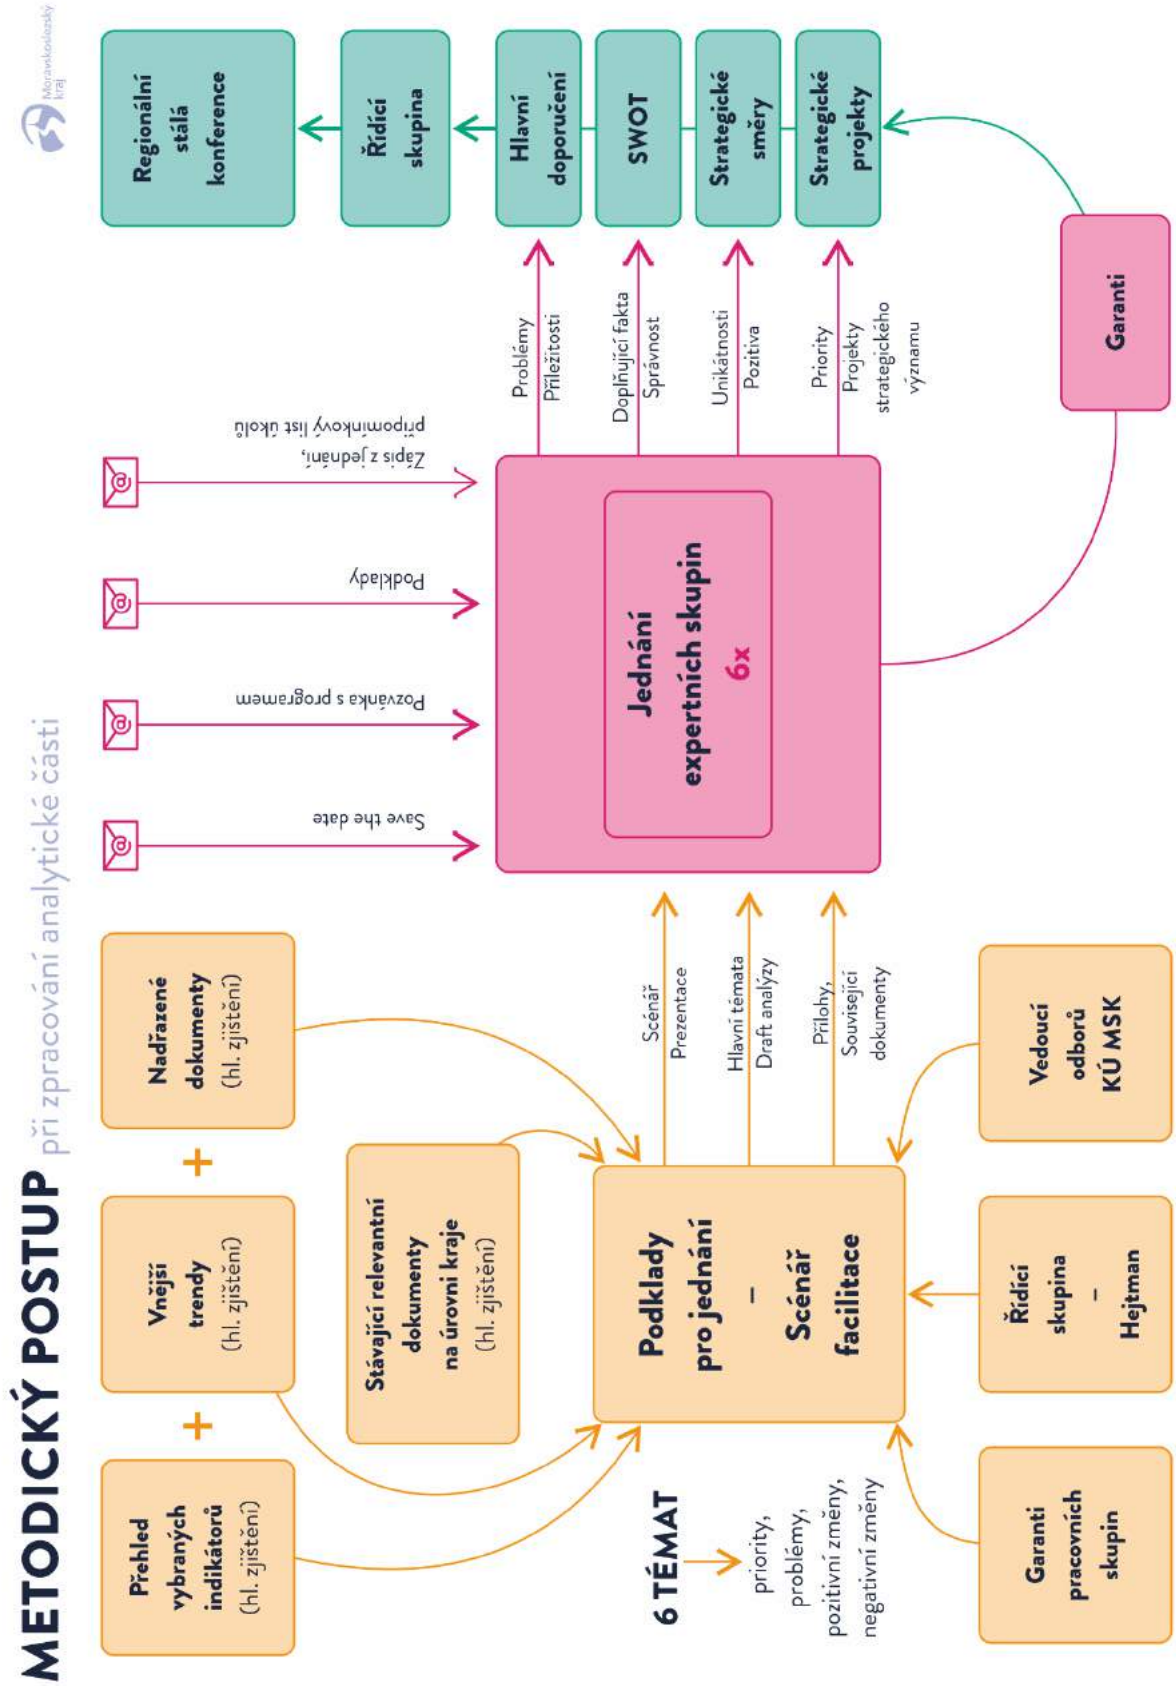 METODICKÝ POSTUP při zpracování analytické části
Moravskoslezský
kraj
Přehled
vybraných
indikátorů
(hl. zjištění)
+
Vnější
trendy
(hl. zjištění)
+
Nadřazené
dokumenty
(hl. zjištění)
Stávající relevantní
dokumenty
na úrovni kraje
(hl. zjištění)
6 TÉMAT
priority,
problémy,
pozitivní změny,
negativní změny
Podklady
pro jednání
–
Scénář
facilitace
Garanti
pracovních
skupin
Řídící
skupina
–
Hejtman
Vedoucí
odborů
KÚ MSK
Scénář
Prezentace
Hlavní témata
Draft analýzy
Přílohy,
Související
dokumenty
Save the date
Pozvánka s programem
Podklady
Zápis z jednání,
připomínkový list úkolů
Jednání
expertních skupin
6x
Problémy
Příležitosti
Doplňující fakta
Správnost
Unikátnosti
Pozitiva
Priority
Projekty
strategického
významu
Garanti
Regionální
stálá
konference
Řídící
skupina
Hlavní
doporučení
SWOT
Strategické
směry
Strategické
projekty